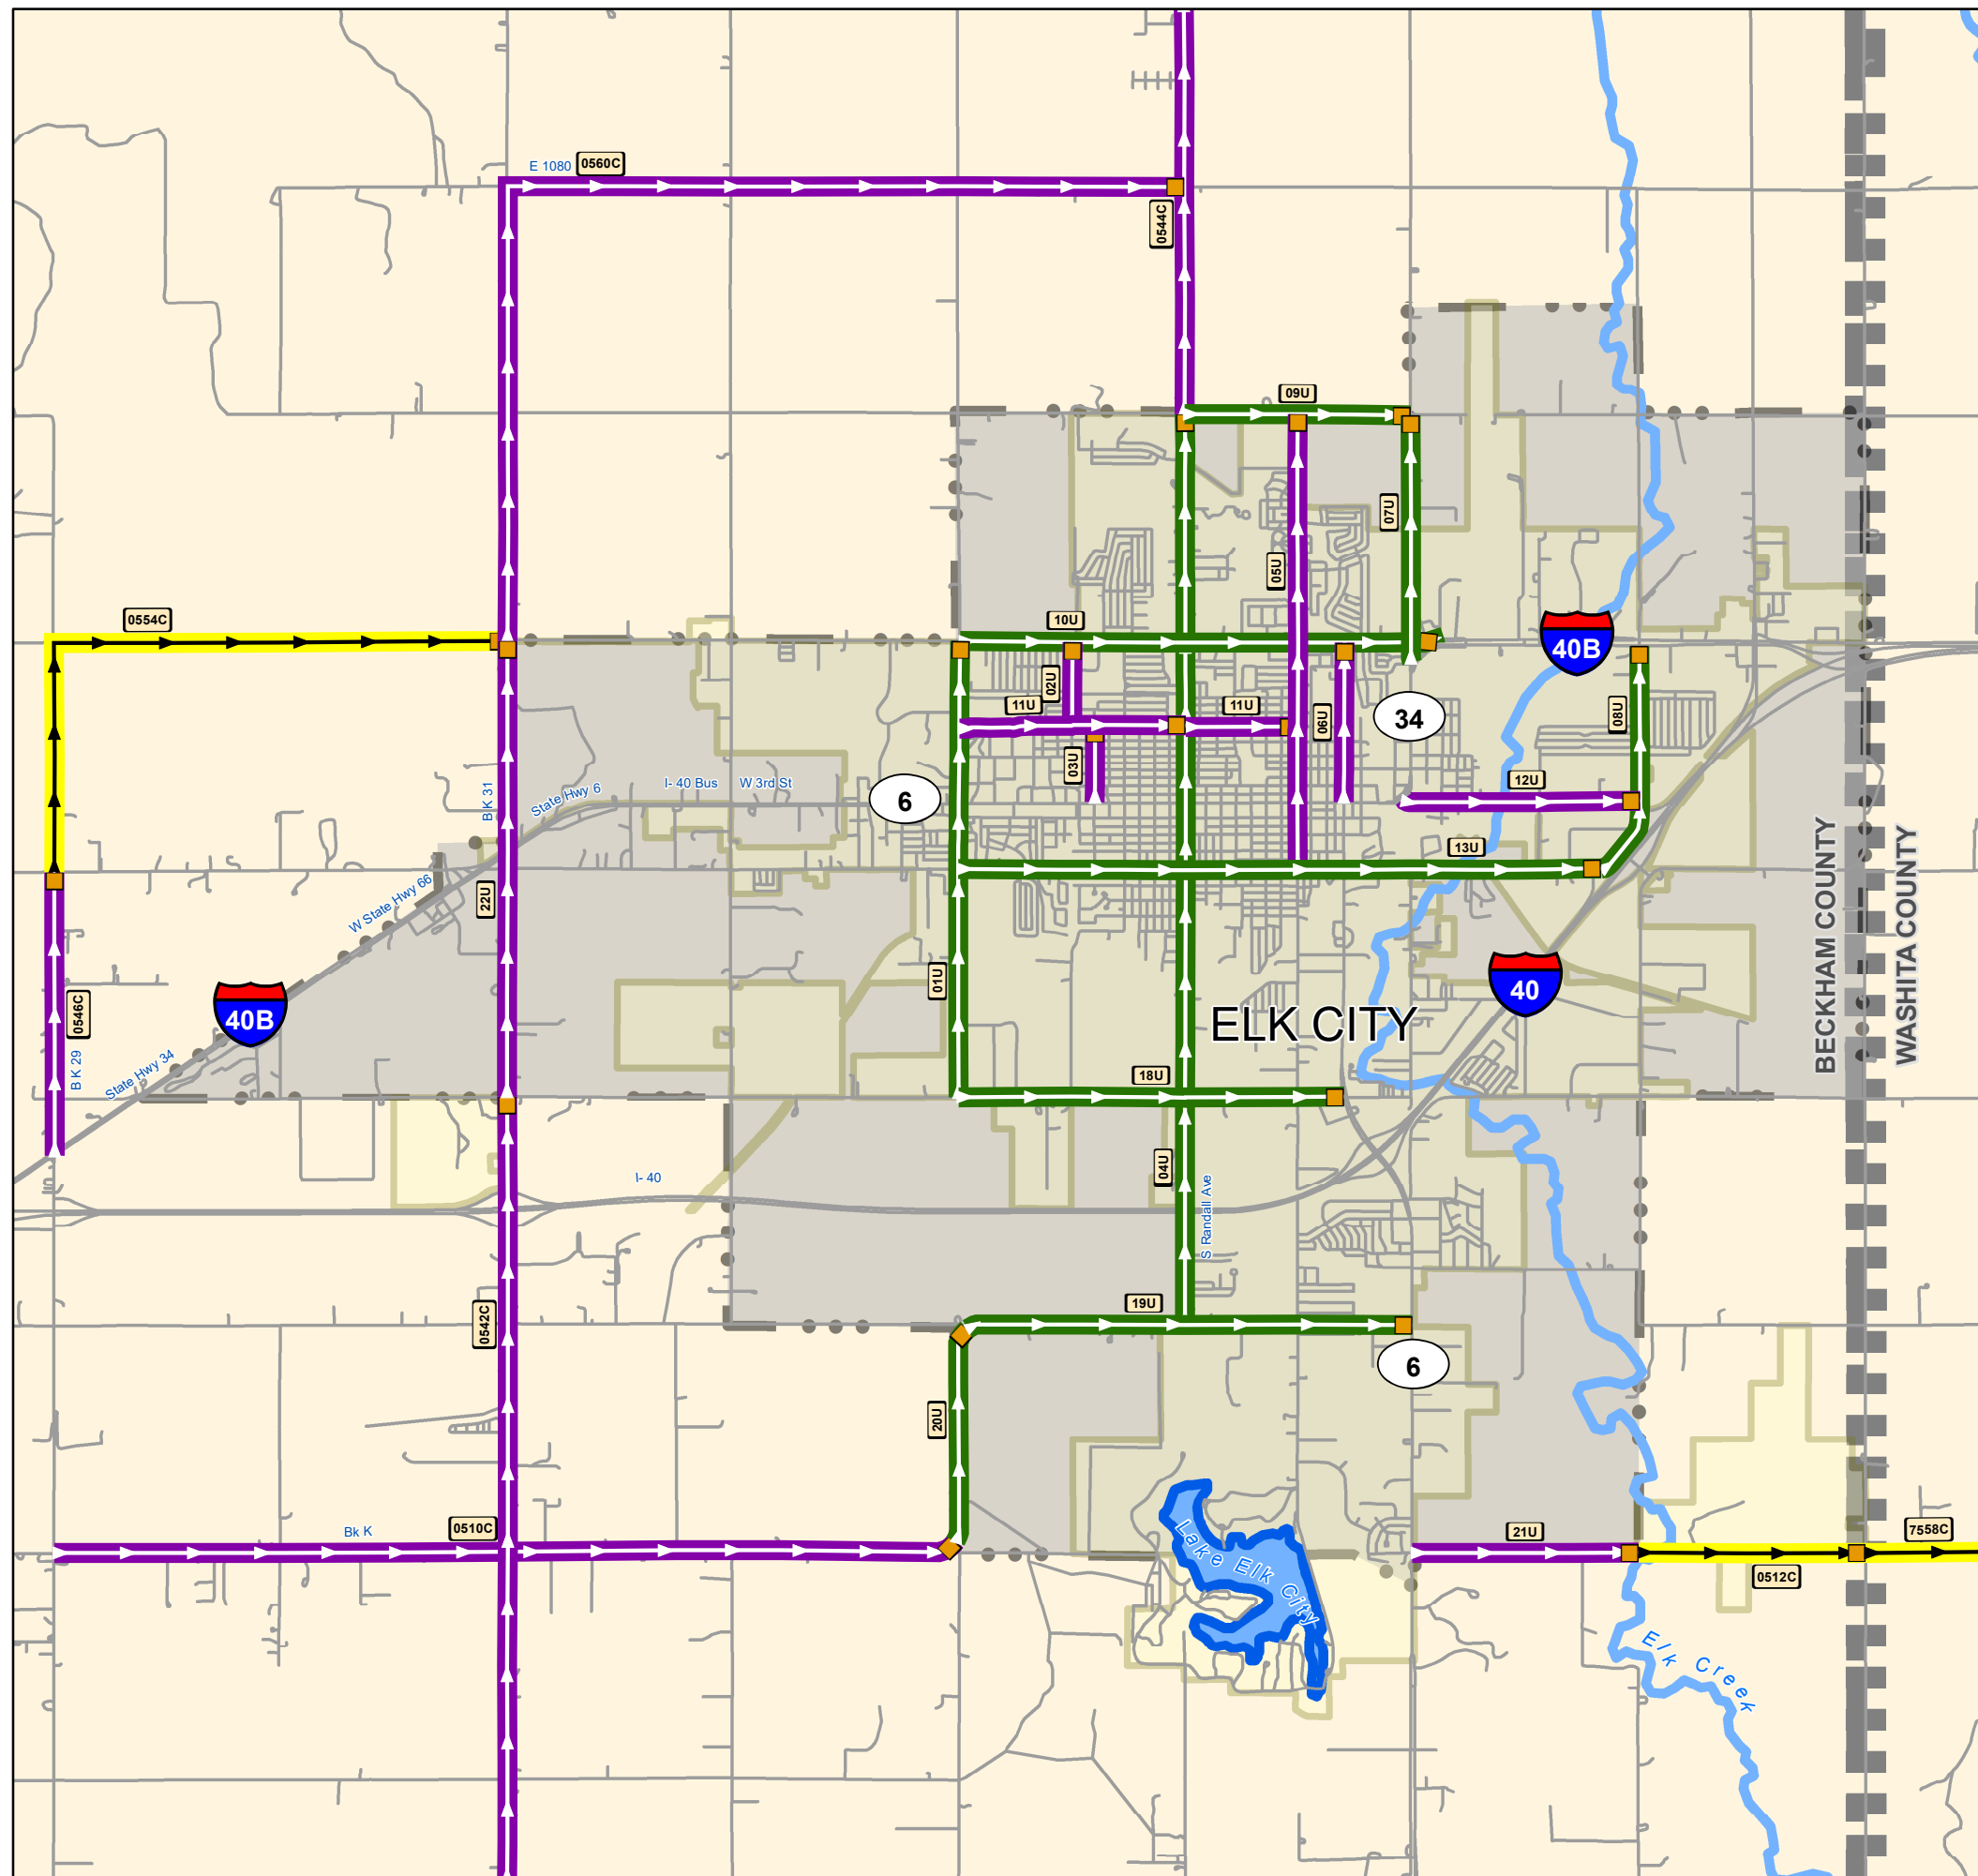 E 1080
0560C
0544C
09U
07U
05U
0554C
10U
40B
02U
11U
11U
06U
34
08U
03U
I- 40 Bus
W 3rd St
12U
BK 31
State Hwy 6
6
13U
22U
W State Hwy 66
BECKHAM COUNTY
WASHITA COUNTY
01U
40
0546C
40B
ELK CITY
BK 29
State Hwy 34
18U
04U
I- 40
S Randall Ave
19U
0542C
6
20U
0510C
Bk K
21U
7558C
0512C
Lake Elk City
Elk Creek